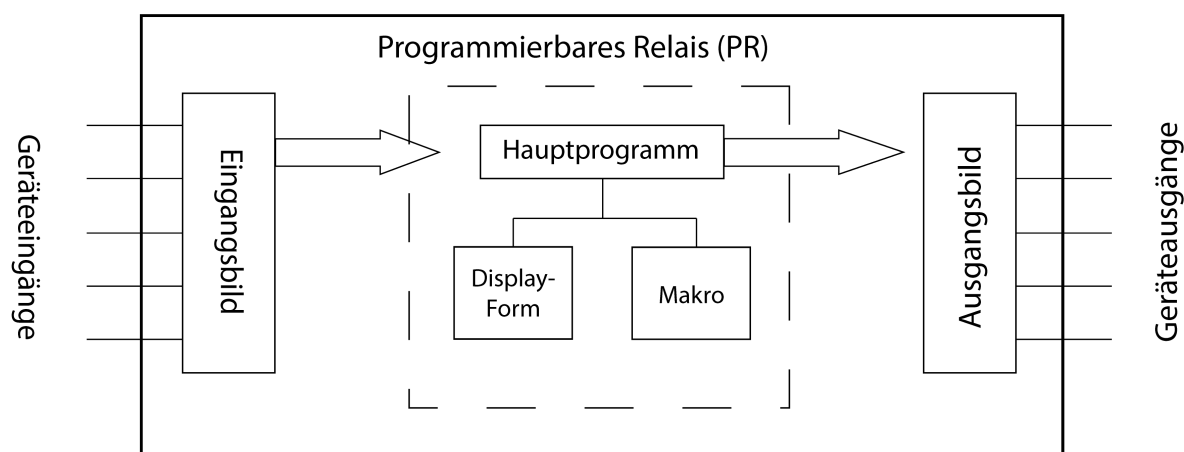 Programmierbares Relais (PR)
Geräteeingänge
Eingangsbild
Hauptprogramm
Display-
Form
Makro
Ausgangsbild
Geräteausgänge